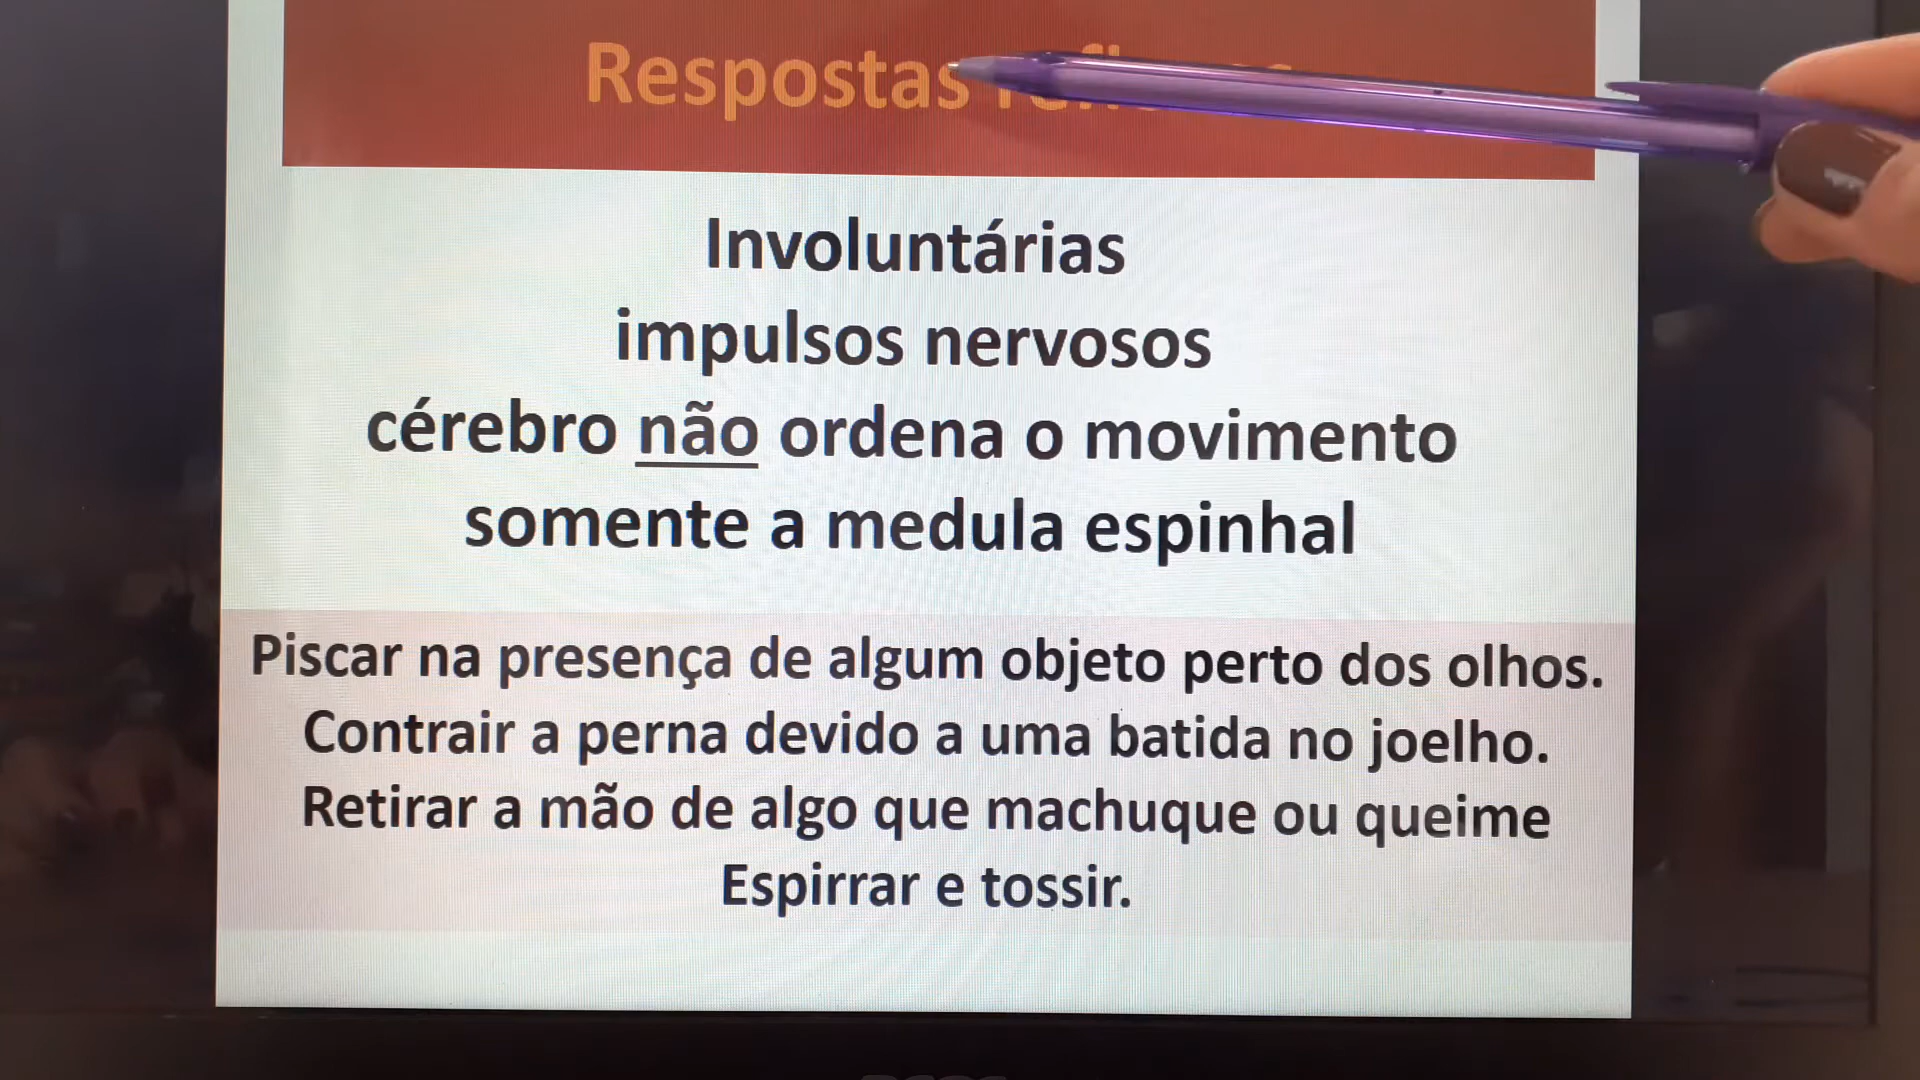 Respostas
Involuntárias
impulsos nervosos
cérebro não ordena o movimento
somente a medula espinhal
Piscar na presença de algum objeto perto dos olhos.
Contrair a perna devido a uma batida no joelho.
Retirar a mão de algo que machuque ou queime
Espirrar e tossir.